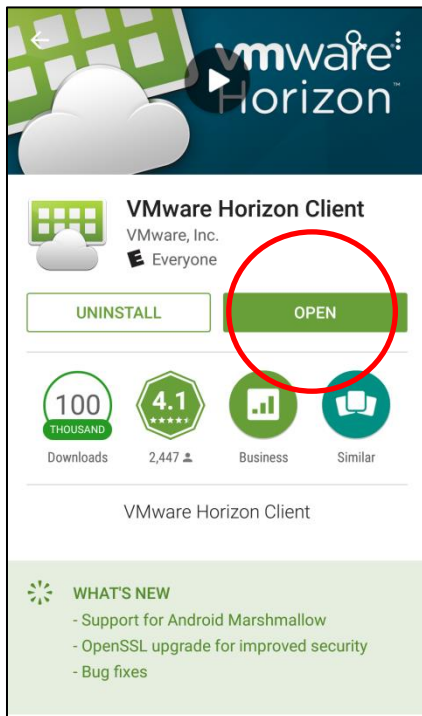 vmware
Horizon™
VMware Horizon Client
VMware, Inc.
E Everyone
UNINSTALL
OPEN
100
THOUSAND
4.1
Downloads
2,447
Business
Similar
VMware Horizon Client
WHAT'S NEW
- Support for Android Marshmallow
- OpenSSL upgrade for improved security
- Bug fixes